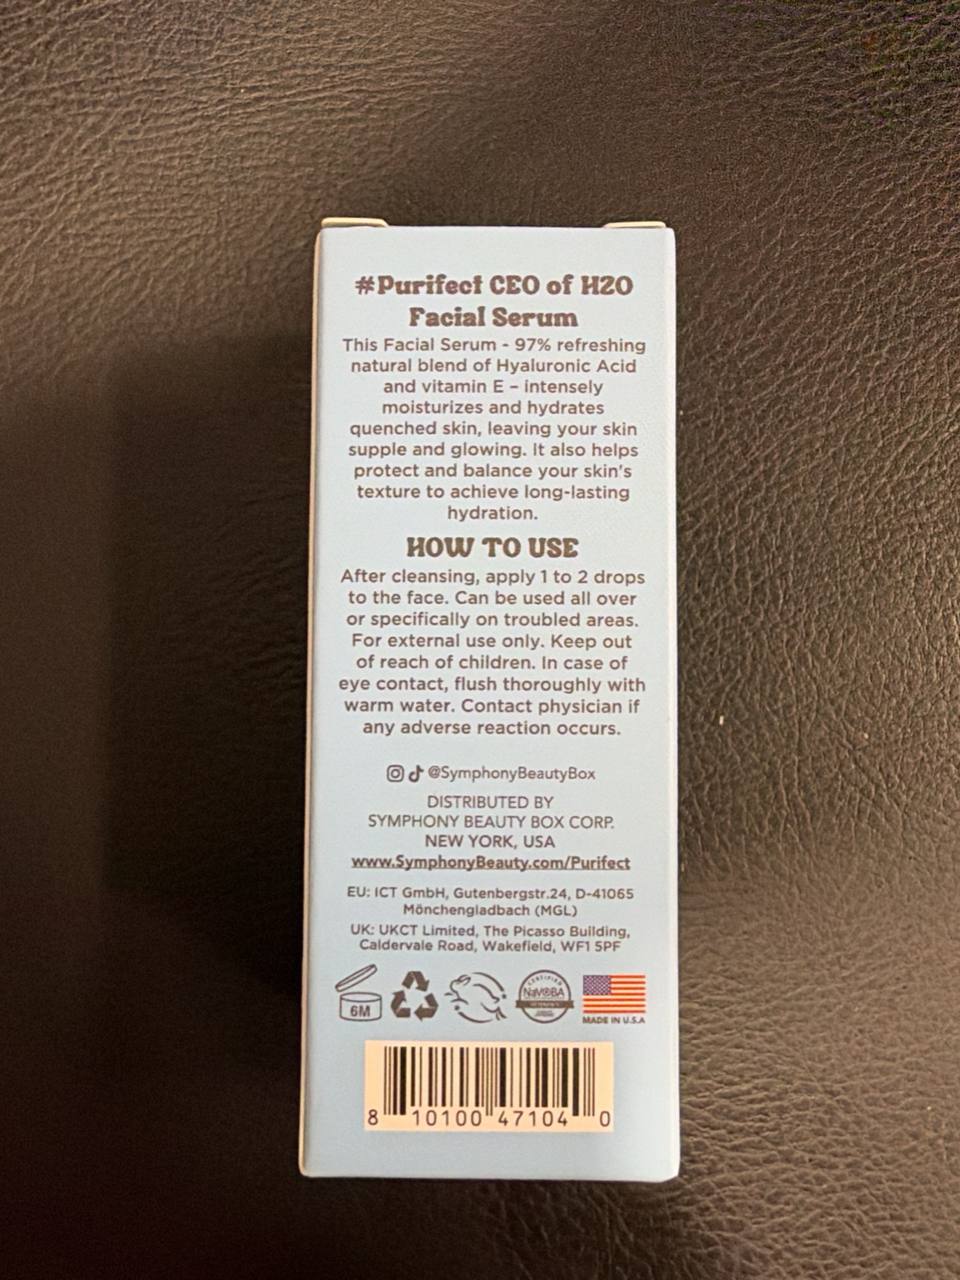 #Purifect CEO of H2O
Facial Serum
This Facial Serum - 97% refreshing
natural blend of Hyaluronic Acid
and vitamin E – intensely
moisturizes and hydrates
quenched skin, leaving your skin
supple and glowing. It also helps
protect and balance your skin's
texture to achieve long-lasting
hydration.
HOW TO USE
After cleansing, apply 1 to 2 drops
to the face. Can be used all over
or specifically on troubled areas.
For external use only. Keep out
of reach of children. In case of
eye contact, flush thoroughly with
warm water. Contact physician if
any adverse reaction occurs.
@SymphonyBeautyBox
DISTRIBUTED BY
SYMPHONY BEAUTY BOX CORP.
NEW YORK, USA
www.SymphonyBeauty.com/Purifect
EU: ICT GmbH, Gutenbergstr.24, D-41065
Mönchengladbach (MGL)
UK: UKCT Limited, The Picasso Building,
Caldervale Road, Wakefield, WF1 5PF
6M
CERTIFIED
NaVOBA
MADE IN U.S.A
8 10100 47104 0